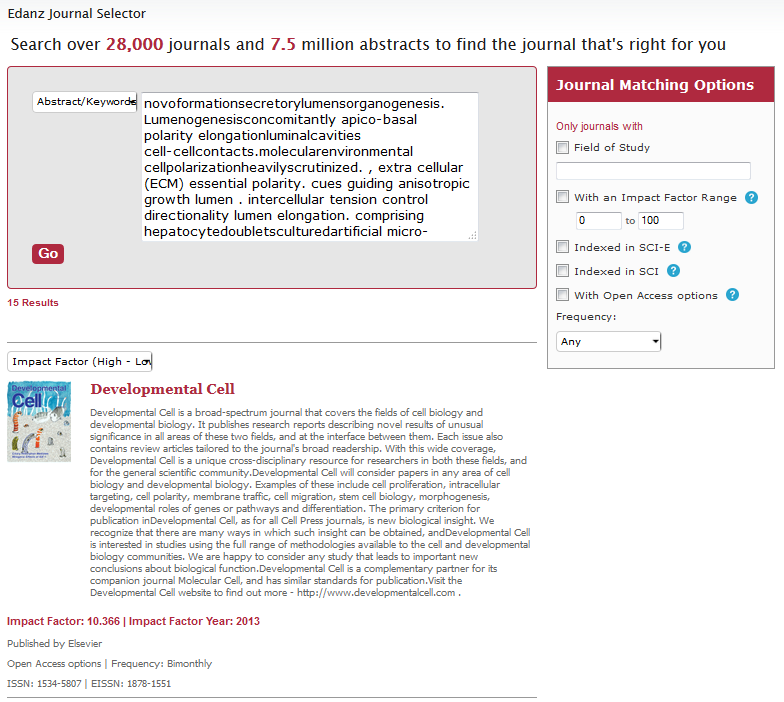 Edanz Journal Selector
Search over 28,000 journals and 7.5 million abstracts to find the journal that's right for you
Abstract/Keywords
novoformationsecretorylumensorganogenesis.
Lumenogenesisconcomitantly apico-basal
polarity elongationluminalcavities
cell-cellcontacts.molecularenvironmental
cellpolarizationheavilyscrutinized. , extra cellular
(ECM) essential polarity. cues guiding anisotropic
growth lumen . intercellular tension control
directionality lumen elongation. comprising
hepatocytedoubletsculturedartificial micro-
Go
Journal Matching Options
Only journals with
Field of Study
With an Impact Factor Range ?
0 to 100
Indexed in SCI-E ?
Indexed in SCI ?
With Open Access options ?
Frequency:
Any
15 Results
Impact Factor (High - Lo
Developmental
Cell
Developmental Cell
Developmental Cell is a broad-spectrum journal that covers the fields of cell biology and
developmental biology. It publishes research reports describing novel results of unusual
significance in all areas of these two fields, and at the interface between them. Each issue also
contains review articles tailored to the journal's broad readership. With this wide coverage,
Developmental Cell is a unique cross-disciplinary resource for researchers in both these fields, and
for the general scientific community.Developmental Cell will consider papers in any area of cell
biology and developmental biology. Examples of these include cell proliferation, intracellular
targeting, cell polarity, membrane traffic, cell migration, stem cell biology, morphogenesis,
developmental roles of genes or pathways and differentiation. The primary criterion for
publication inDevelopmental Cell, as for all Cell Press journals, is new biological insight. We
recognize that there are many ways in which such insight can be obtained, andDevelopmental Cell
is interested in studies using the full range of methodologies available to the cell and developmental
biology communities. We are happy to consider any study that leads to important new
conclusions about biological function.Developmental Cell is a complementary partner for its
companion journal Molecular Cell, and has similar standards for publication.Visit the
Developmental Cell website to find out more - http://www.developmentalcell.com .
Impact Factor: 10.366 | Impact Factor Year: 2013
Published by Elsevier
Open Access options | Frequency: Bimonthly
ISSN: 1534-5807 | EISSN: 1878-1551